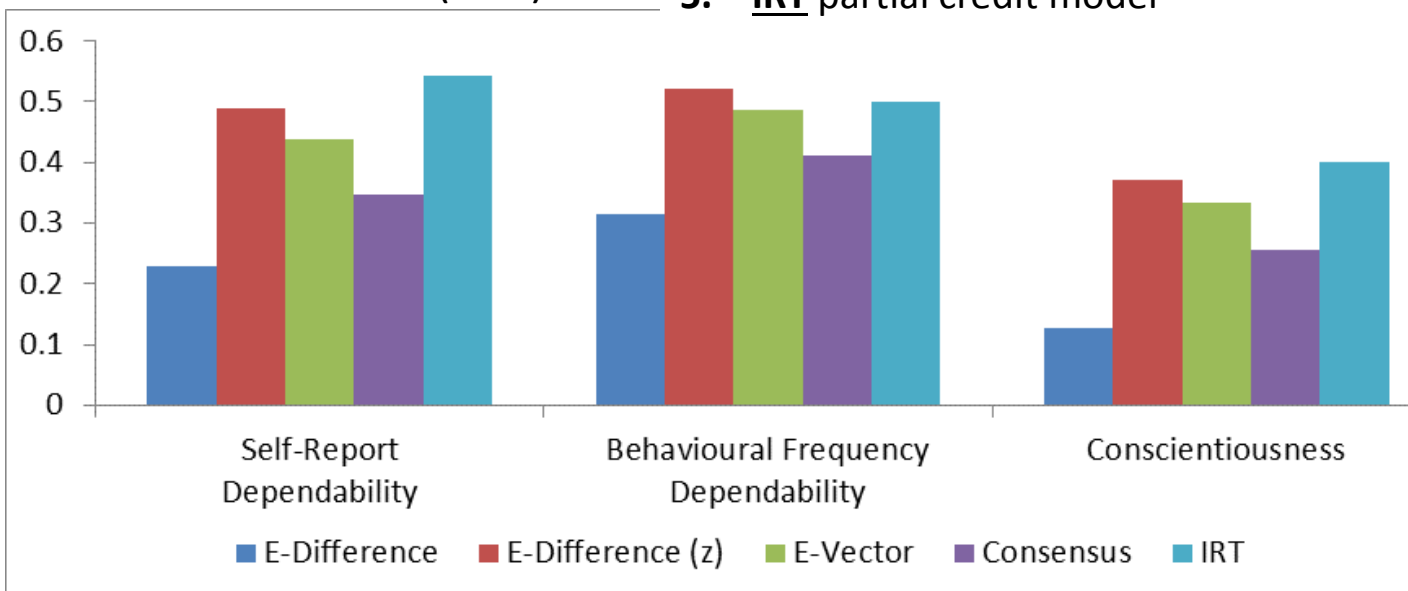 IRT partial credit model
0.6
0.5
0.4
0.3
0.2
0.1
0
Self-Report
Dependability
Behavioural Frequency
Dependability
Conscientiousness
E-Difference E-Difference (z) E-Vector Consensus IRT